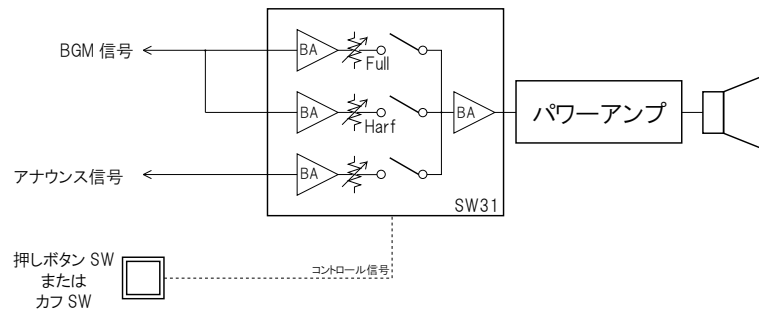 BGM 信号
BA
Full
BA
Harf
BA
パワーアンプ
アナウンス信号
BA
SW31
押しボタン SW
または
カフ SW
コントロール信号